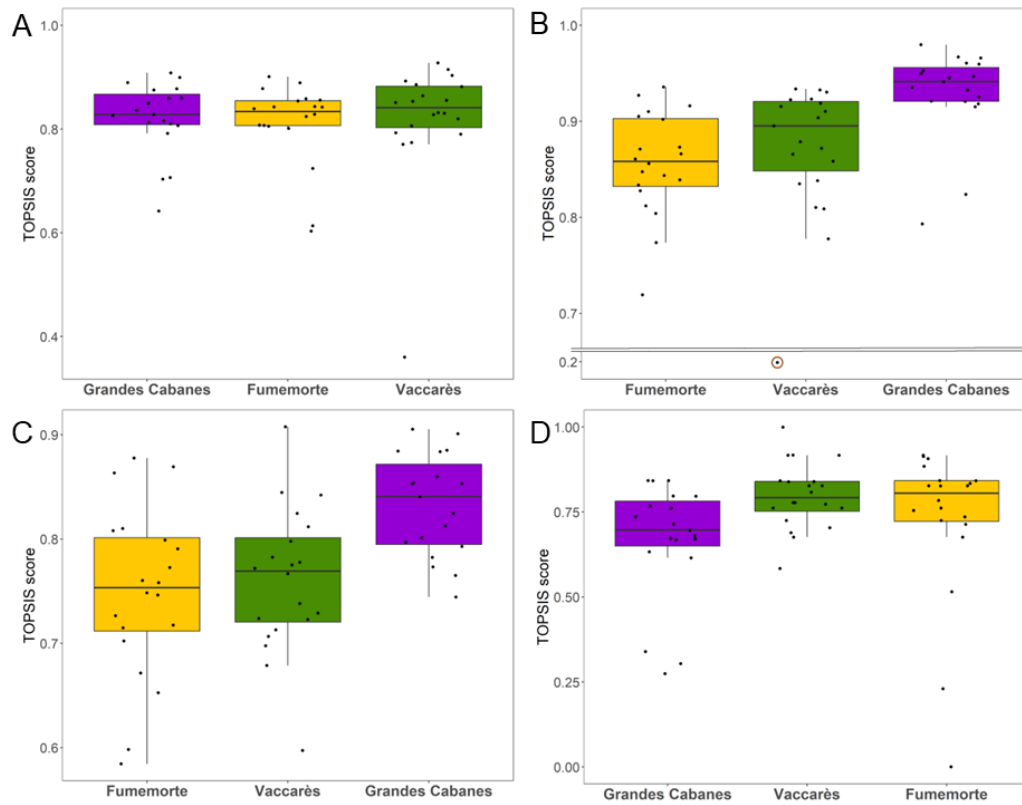 A
TOPSIS score
1.0
0.8
0.6
0.4
Grandes Cabanes Fumemorte Vaccarès
B
TOPSIS score
1.0
0.9
0.8
0.7
0.2
Fumemorte Vaccarès Grandes Cabanes
C
TOPSIS score
0.9
0.8
0.7
0.6
Fumemorte Vaccarès Grandes Cabanes
D
TOPSIS score
1.00
0.75
0.50
0.25
0.00
Grandes Cabanes Vaccarès Fumemorte